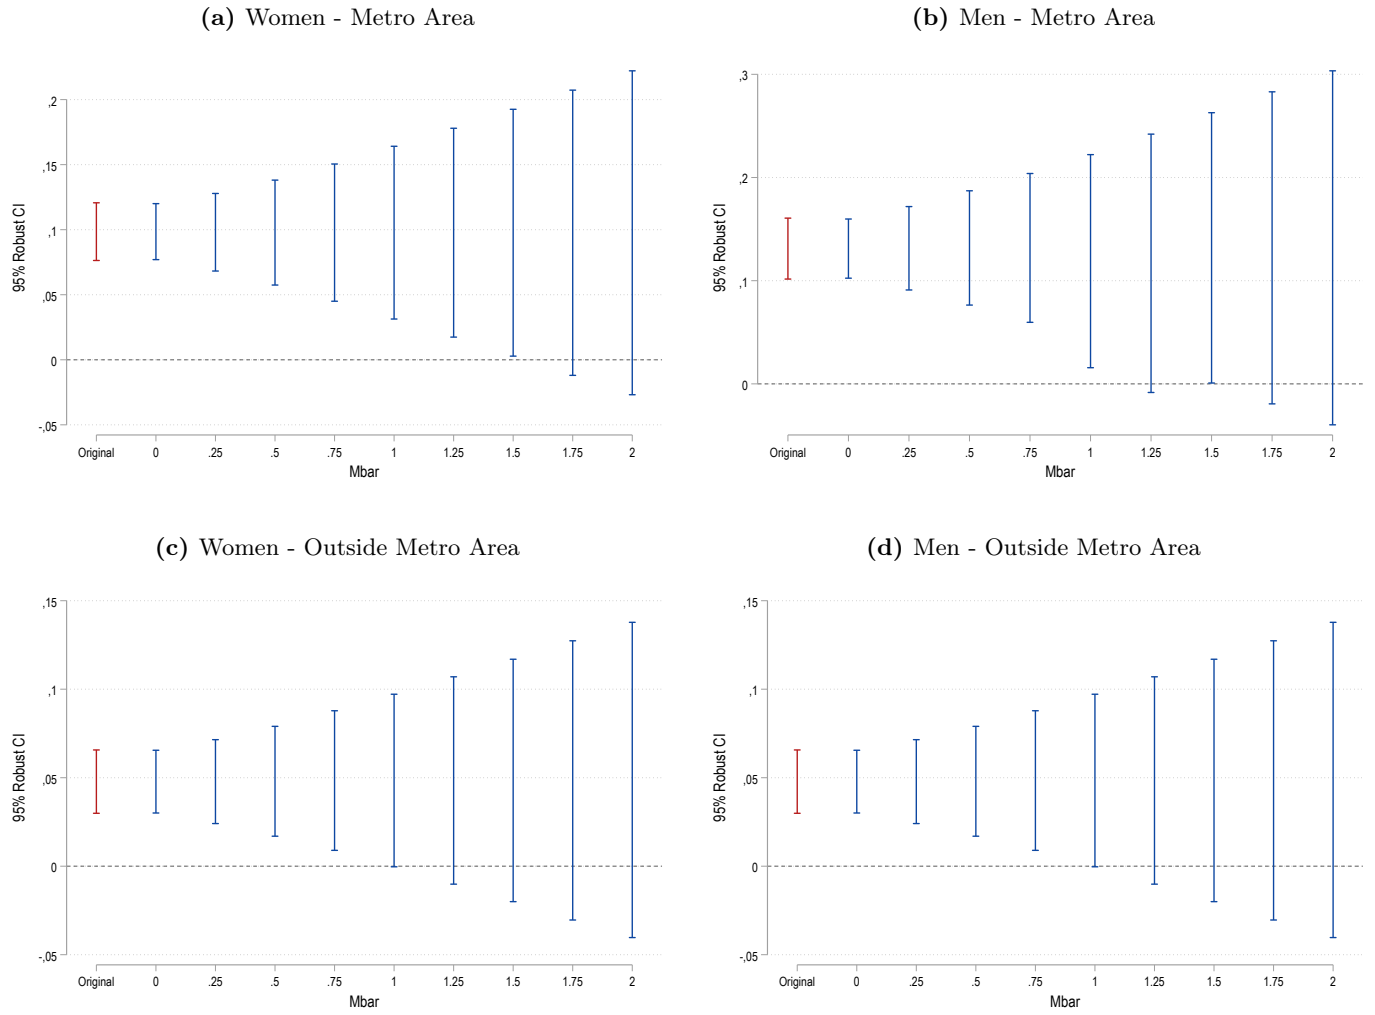 (a) Women - Metro Area
95% Robust CI
,2
,15
,1
,05
0
-,05
Original 0 .25 .5 .75 1 1.25 1.5 1.75 2
Mbar
(b) Men - Metro Area
95% Robust CI
,3
,2
,1
0
Original 0 .25 .5 .75 1 1.25 1.5 1.75 2
Mbar
(c) Women - Outside Metro Area
95% Robust CI
,15
,1
,05
0
-,05
Original 0 .25 .5 .75 1 1.25 1.5 1.75 2
Mbar
(d) Men - Outside Metro Area
95% Robust CI
,15
,1
,05
0
-,05
Original 0 .25 .5 .75 1 1.25 1.5 1.75 2
Mbar